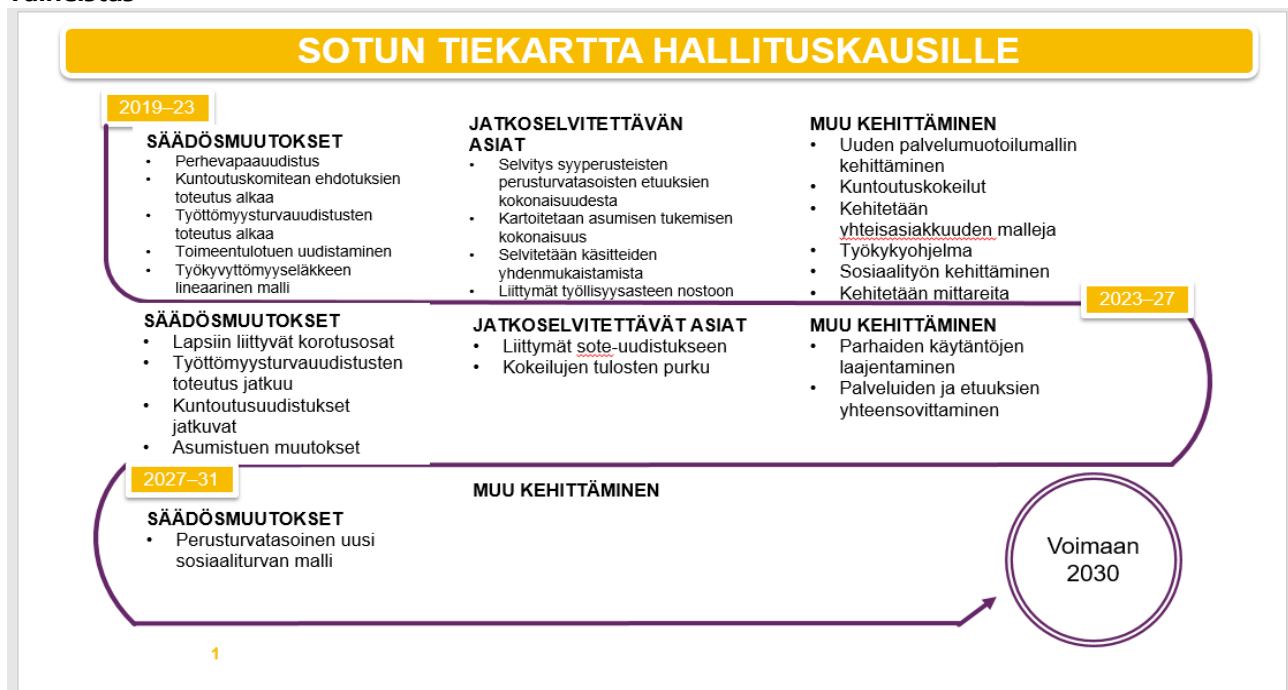 SOTUN TIEKARTTA HALLITUSKAUSILLE
2019–23
SÄÄDÖSMUUTOKSET
• Perhevapaauudistus
• Kuntoutuskomitean ehdotuksien
toteutus alkaa
• Työttömyysturvauudistusten
toteutus alkaa
• Toimeentulotuen uudistaminen
• Työkyvyttömyyseläkkeen
lineaarinen malli
JATKOSELVITETTÄVÄN
ASIAT
• Selvitys syyperusteisten
perusturvatasoisten etuuksien
kokonaisuudesta
• Kartoitetaan asumisen tukemisen
kokonaisuus
• Selvitetään käsitteiden
yhdenmukaistamista
• Liittymät työllisyysasteen nostoon
MUU KEHITTÄMINEN
• Uuden palvelumuotoilumallin
kehittäminen
• Kuntoutuskokeilut
• Kehitetään
yhteisasiakkuuden malleja
• Työkykyohjelma
• Sosiaalityön kehittäminen
• Kehitetään mittareita
2023–27
SÄÄDÖSMUUTOKSET
• Lapsiin liittyvät korotusosat
• Työttömyysturvauudistusten
toteutus jatkuu
• Kuntoutusuudistukset
jatkuvat
• Asumistuen muutokset
JATKOSELVITETTÄVÄT ASIAT
• Liittymät sote-uudistukseen
• Kokeilujen tulosten purku
MUU KEHITTÄMINEN
• Parhaiden käytäntöjen
laajentaminen
• Palveluiden ja etuuksien
yhteensovittaminen
2027–31
SÄÄDÖSMUUTOKSET
• Perusturvatasoinen uusi
sosiaaliturvan malli
MUU KEHITTÄMINEN
Voimaan
2030
1